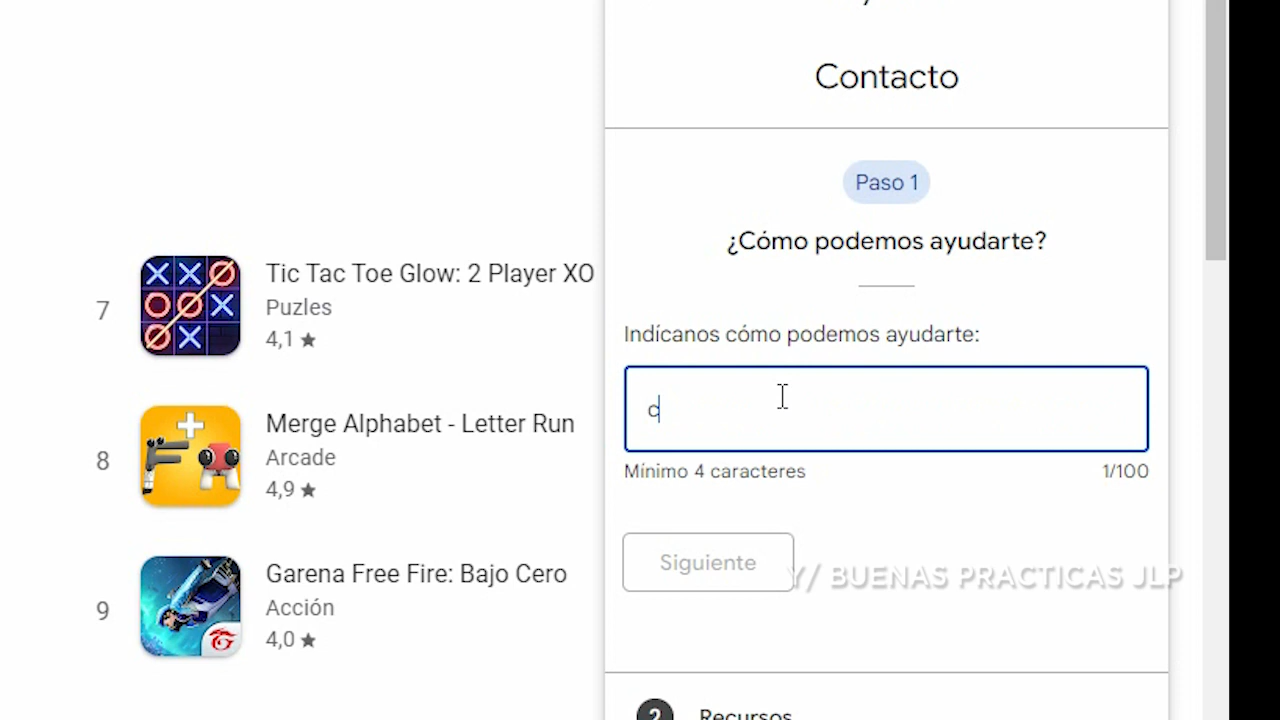 7
Tic Tac Toe Glow: 2 Player XO
Puzles
4,1 ★
8
Merge Alphabet - Letter Run
Arcade
4,9 ★
9
Garena Free Fire: Bajo Cero
Acción
4,0 ★
Contacto
Paso 1
¿Cómo podemos ayudarte?
Indícanos cómo podemos ayudarte:
c
Mínimo 4 caracteres
1/100
Siguiente
Y/ BUENAS PRACTICAS JLP
2 Recursos